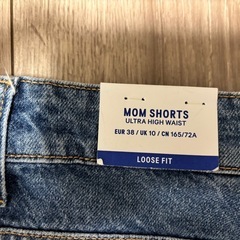 MOM SHORTS
ULTRA HIGH WAIST
EUR 38 / UK 10 / CN 165/72A
LOOSE FIT